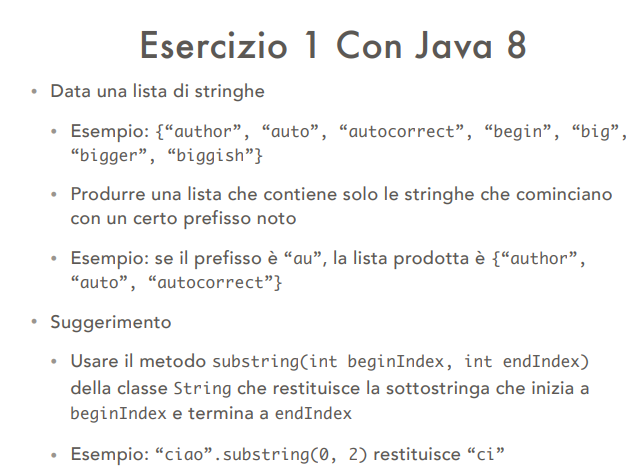 Esercizio 1 Con Java 8
• Data una lista di stringhe
• Esempio: {“author”, “auto”, “autocorrect”, “begin”, “big”,
“bigger”, “biggish”}
• Produrre una lista che contiene solo le stringhe che cominciano
con un certo prefisso noto
• Esempio: se il prefisso è “au”, la lista prodotta è {“author”,
“auto”, “autocorrect”}
• Suggerimento
• Usare il metodo substring(int beginIndex, int endIndex)
della classe String che restituisce la sottostringa che inizia a
beginIndex e termina a endIndex
• Esempio: “ciao”.substring(0, 2) restituisce “ci”